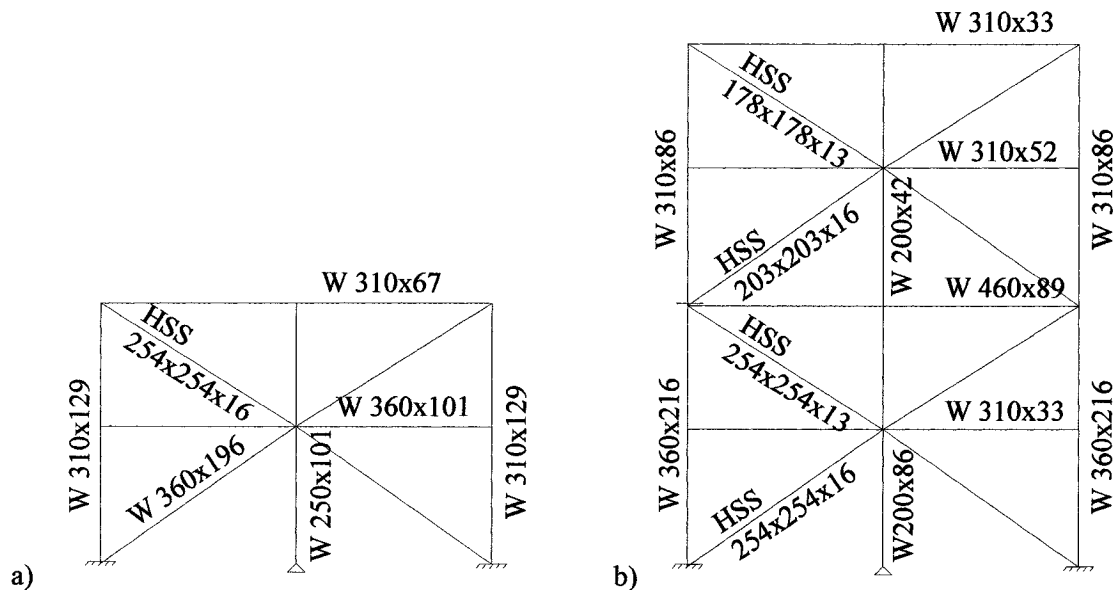 W 310x67
HSS
254x254x16
W 360x101
W 310x129
W 310x129
W 360x196
W 250x101
a)
W 310x33
HSS
178x178x13
W 310x86
W 310x52
W 310x86
HSS
203x203x16
W 200x42
W 460x89
HSS
254x254x13
W 360x216
W 310x33
W 360x216
HSS
254x254x16
W200x86
b)